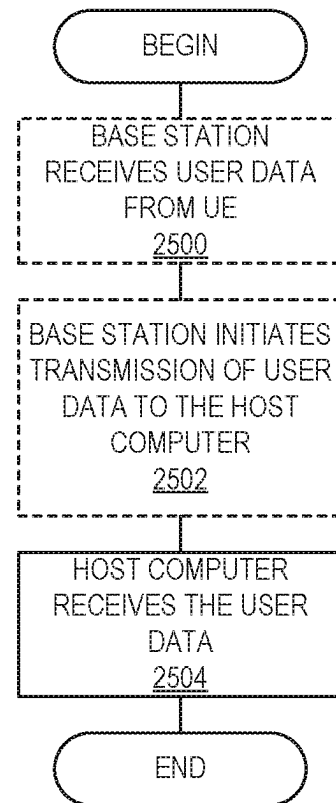 BEGIN
BASE STATION
RECEIVES USER DATA
FROM UE
2500
BASE STATION INITIATES
TRANSMISSION OF USER
DATA TO THE HOST
COMPUTER
2502
HOST COMPUTER
RECEIVES THE USER
DATA
2504
END